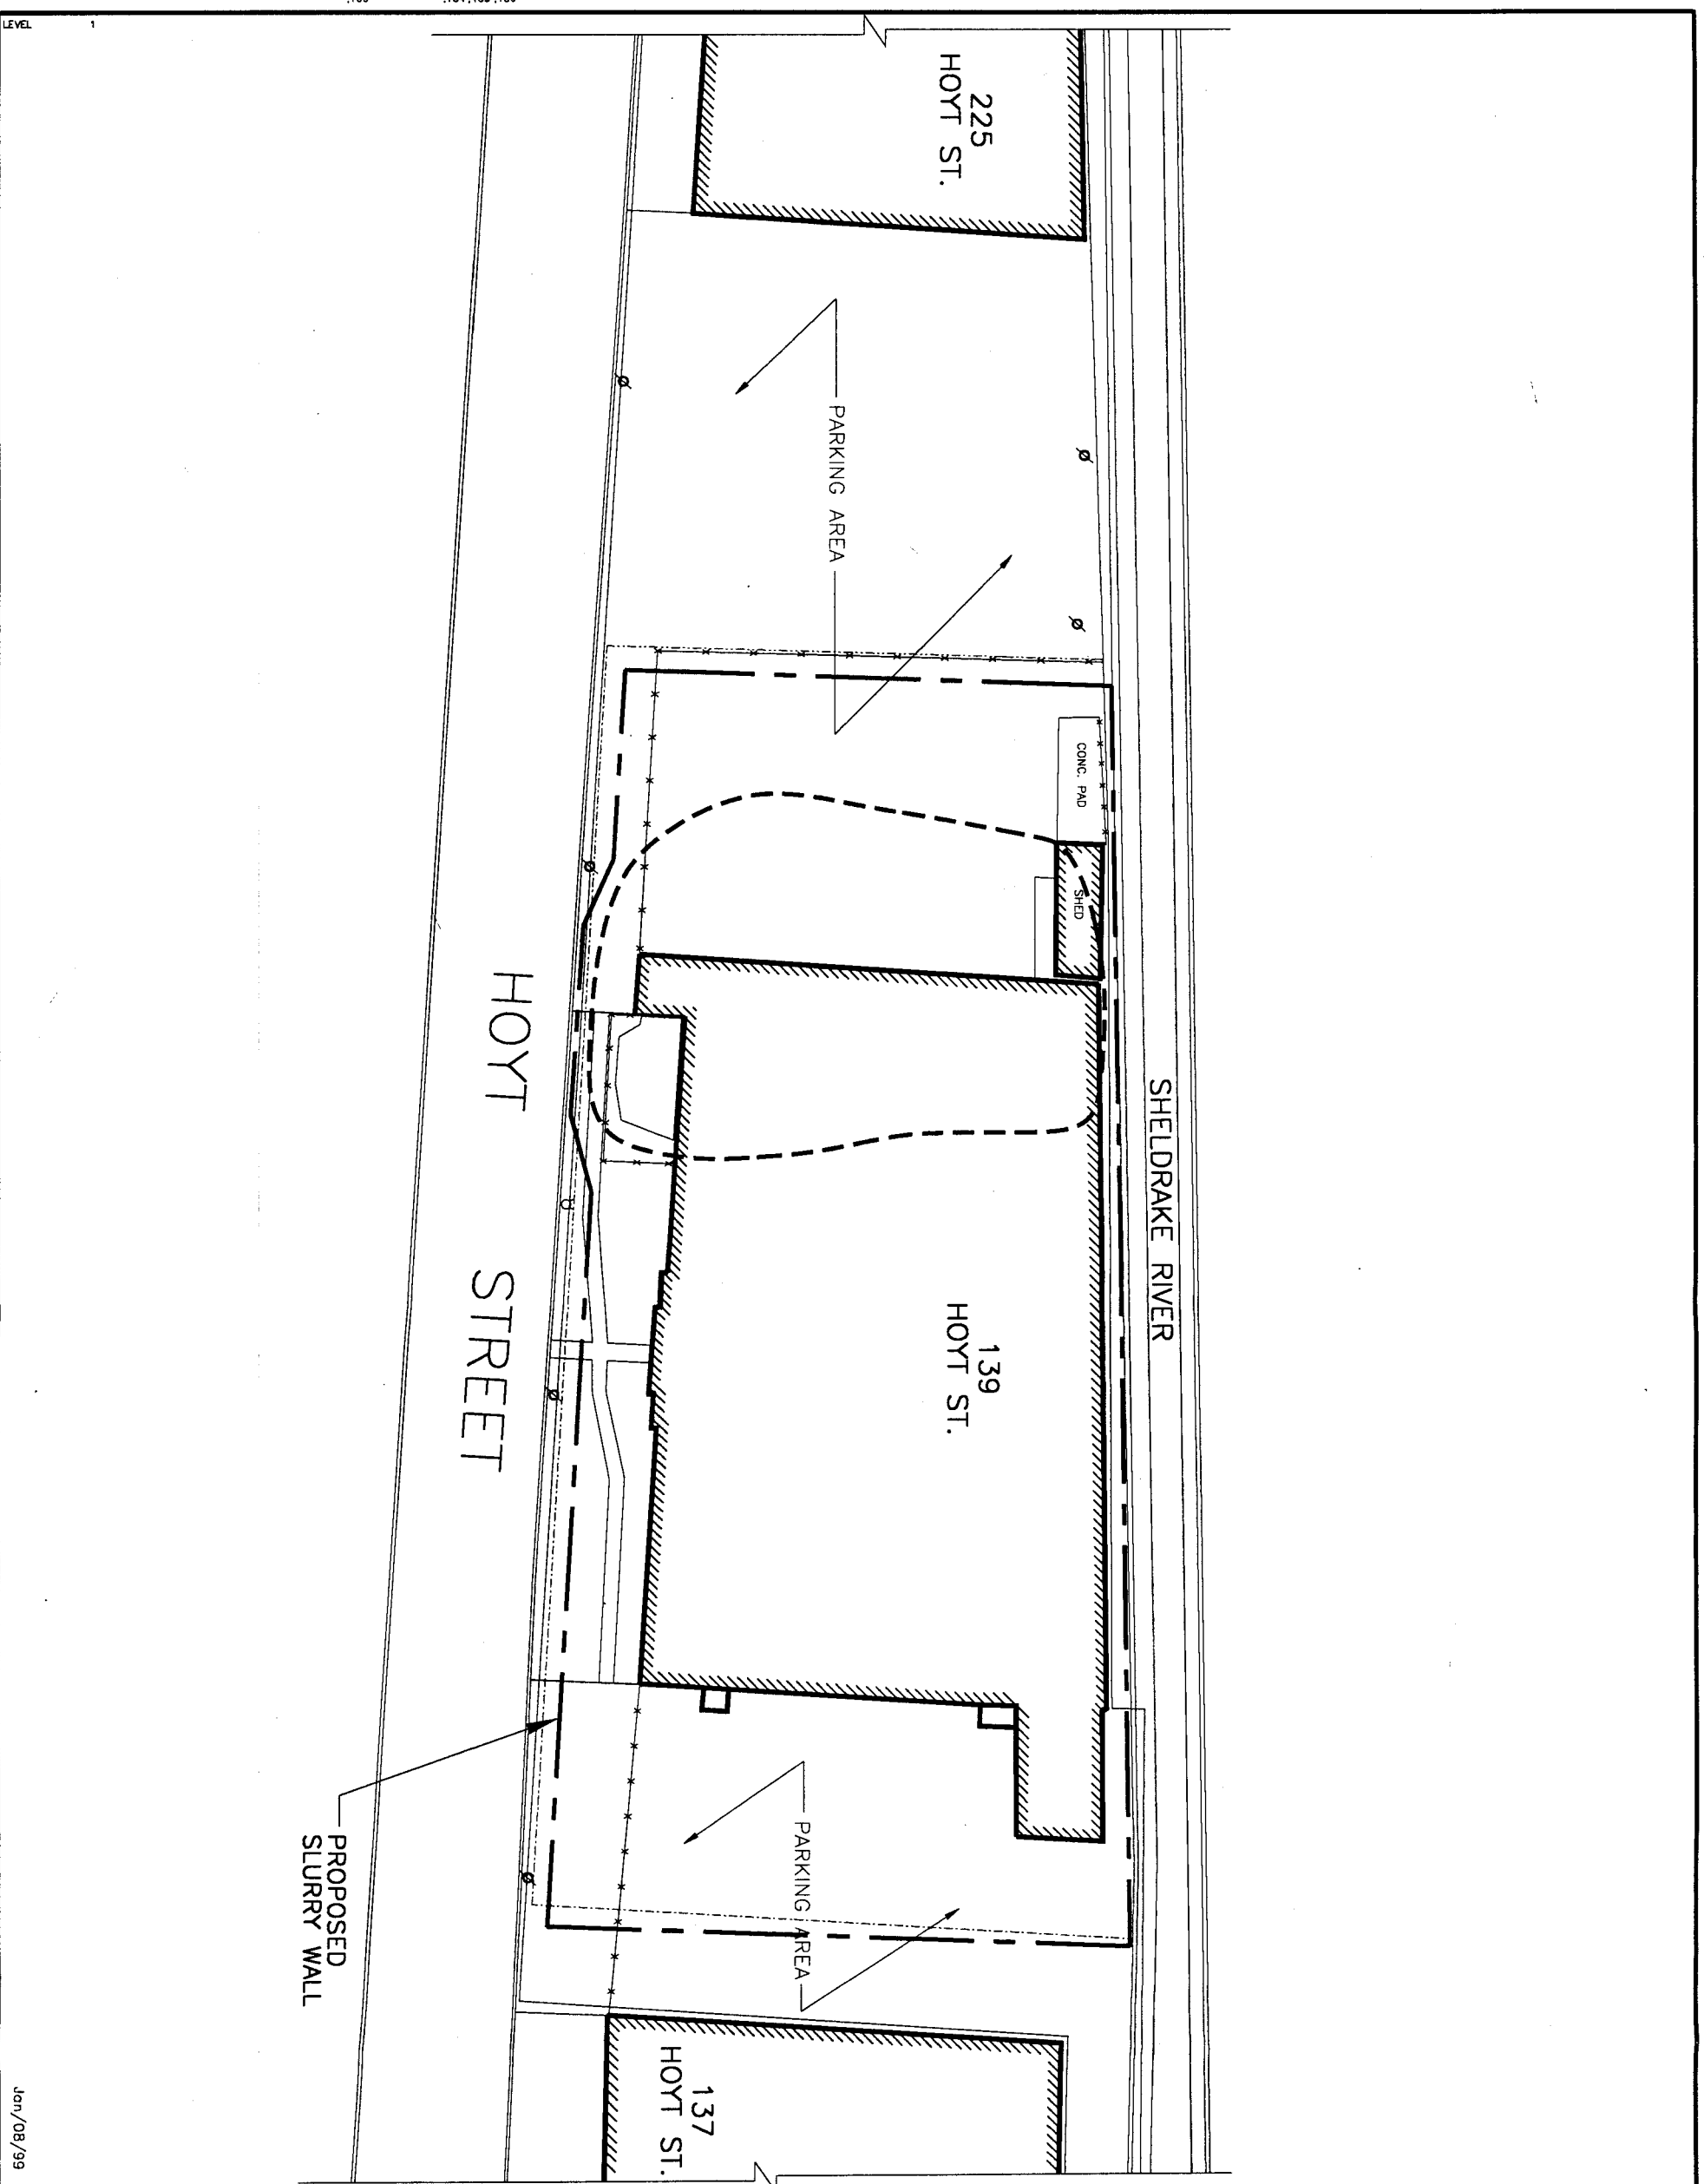 LEVEL 1
225
HOYT ST.
PARKING AREA
CONC. PAD
SHED
SHELDRAKE RIVER
139
HOYT ST.
HOYT STREET
PARKING AREA
PROPOSED
SLURRY WALL
137
HOYT ST.
Jan/08/99